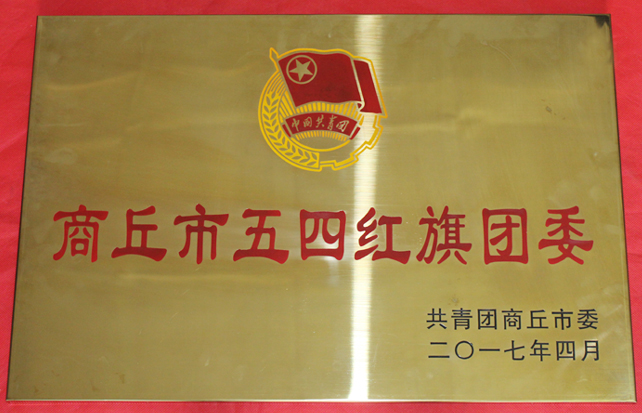 中国共青团
商丘市五四红旗团委
共青团商丘市委
二〇一七年四月